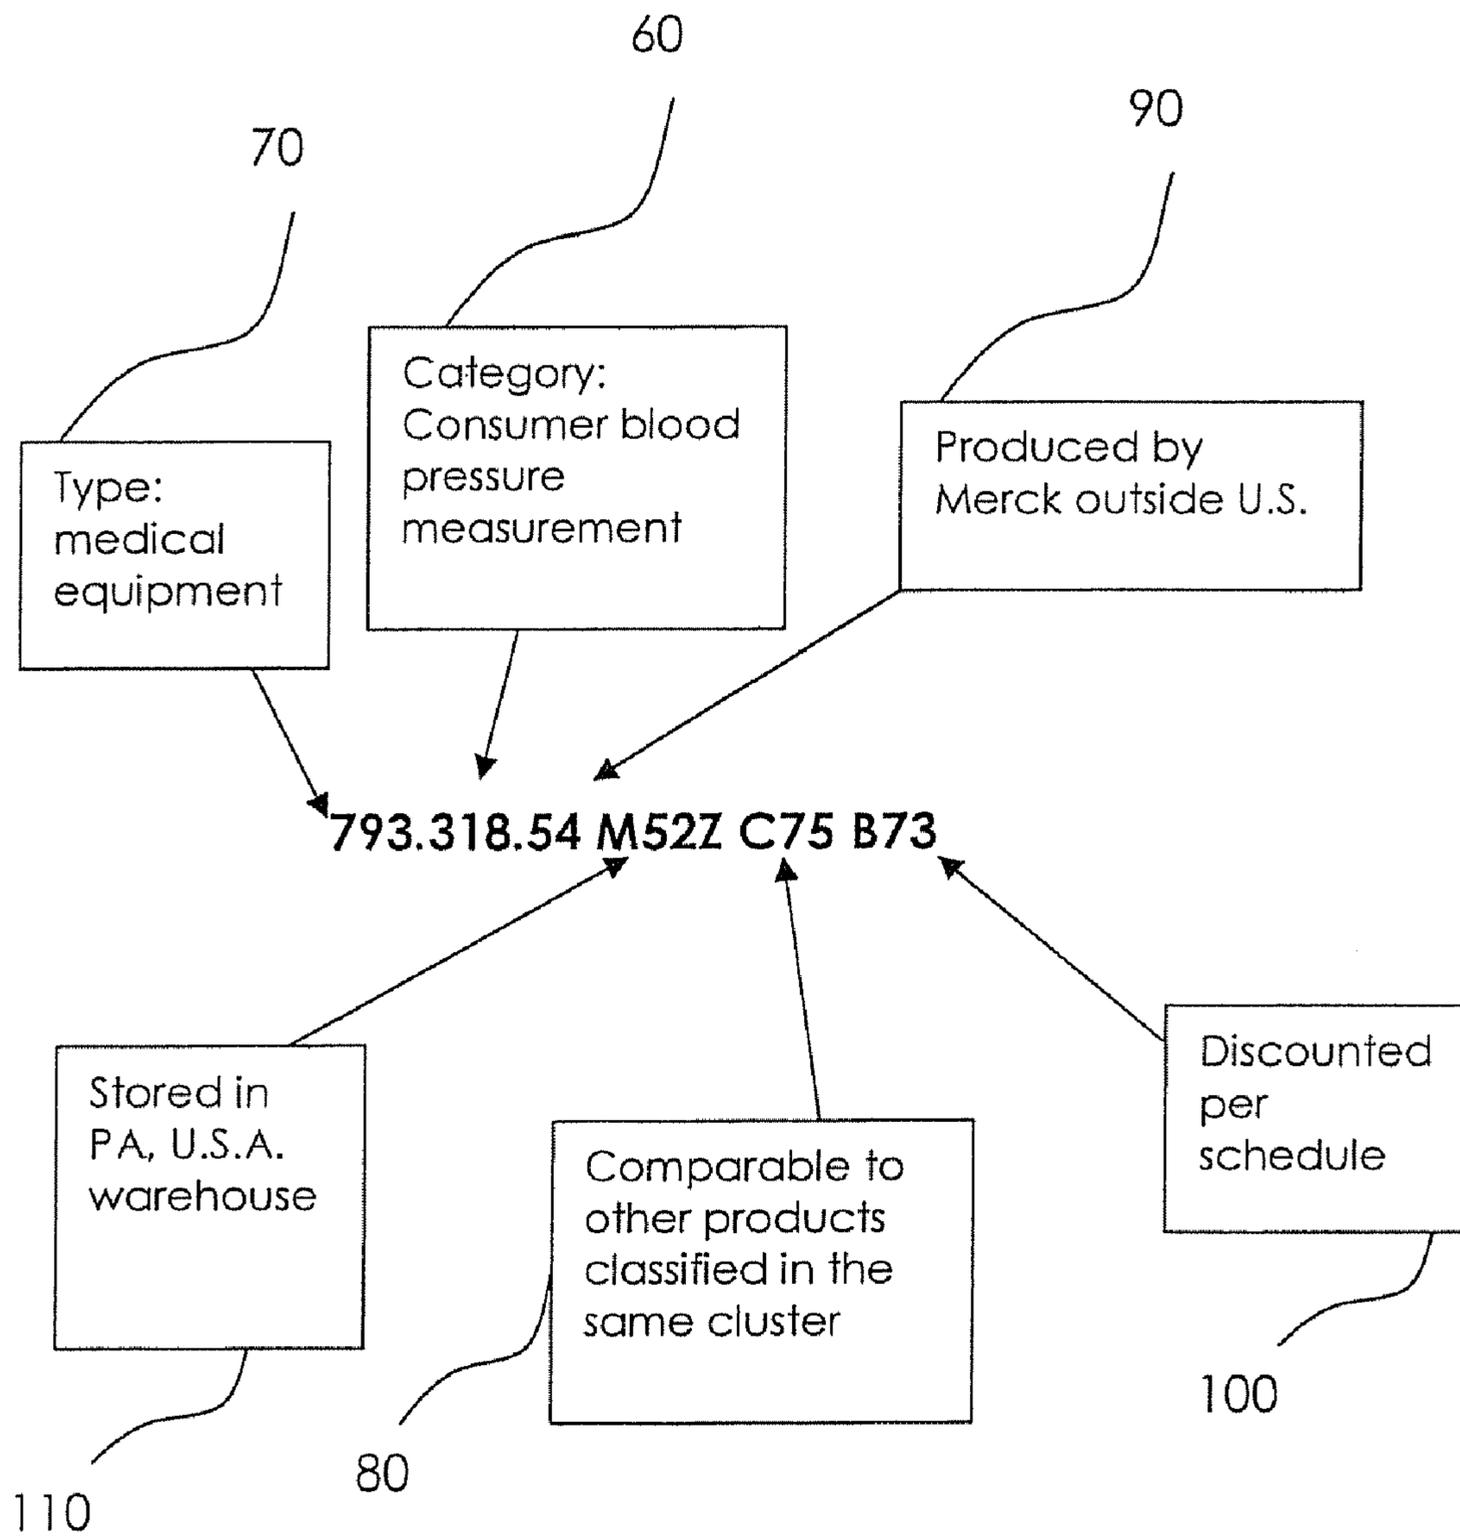 60
90
70
Type:
medical
equipment
Category:
Consumer blood
pressure
measurement
Produced by
Merck outside U.S.
793.318.54 M52Z C75 B73
Stored in
PA, U.S.A.
warehouse
Comparable to
other products
classified in the
same cluster
Discounted
per
schedule
100
80
110